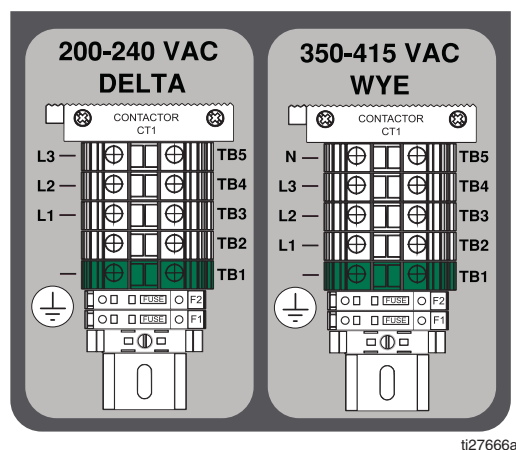 200-240 VAC
DELTA
CONTACTOR
CT1
L3
TB5
L2
TB4
L1
TB3
TB2
TB1
FUSE
F2
FUSE
F1
350-415 VAC
WYE
CONTACTOR
CT1
N
TB5
L3
TB4
L2
TB3
L1
TB2
TB1
FUSE
F2
FUSE
F1
ti27666a